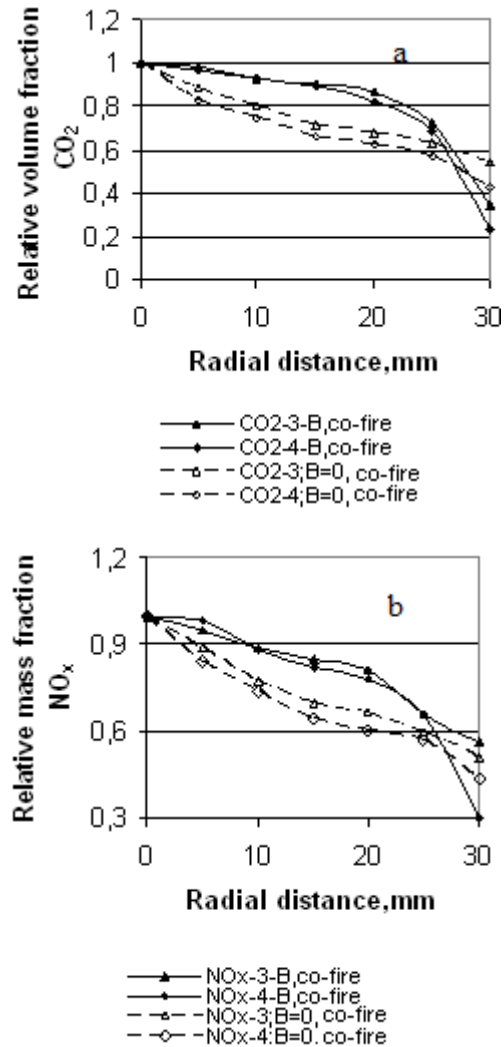 Relative volume fraction
CO2
1,2
1
0,8
0,6
0,4
0,2
0
a
0
10
20
30
Radial distance,mm
CO2-3-B,co-fire
CO2-4-B,co-fire
CO2-3;B=0, co-fire
CO2-4;B=0, co-fire
Relative mass fraction
NOx
1,2
0,9
0,6
0,3
b
0
10
20
30
Radial distance,mm
NOx-3-B,co-fire
NOx-4-B,co-fire
NOx-3;B=0, co-fire
NOx-4;B=0. co-fire